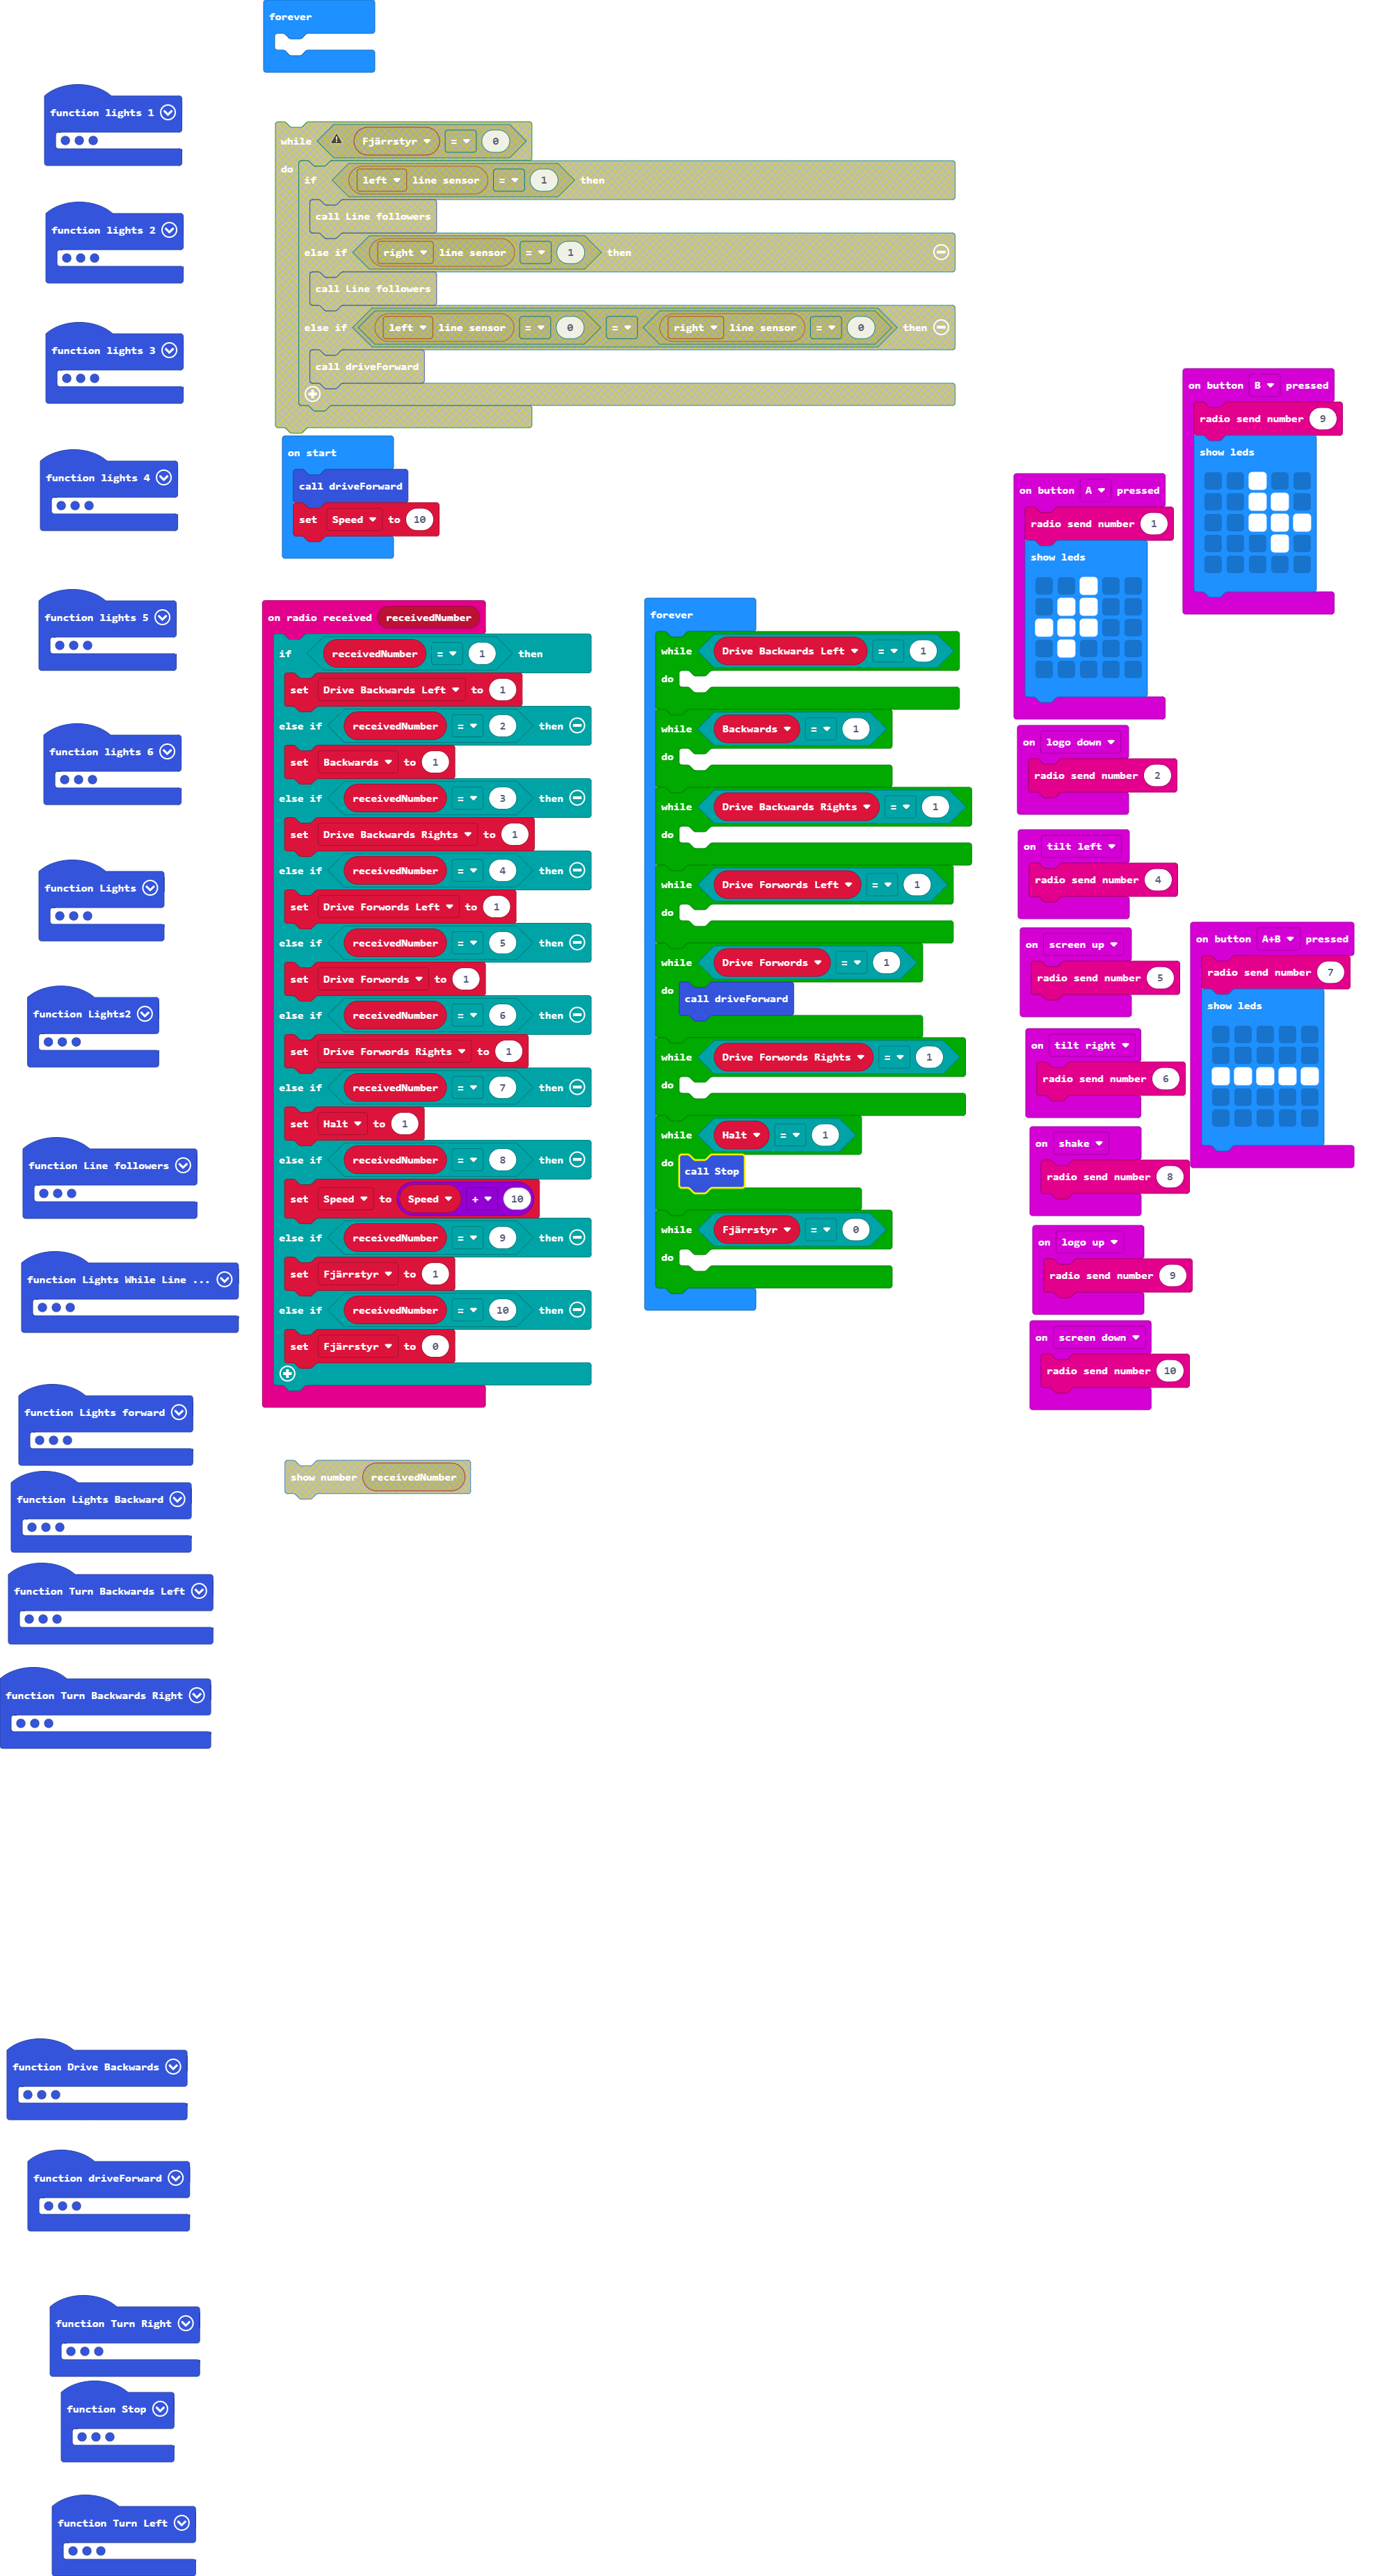 forever
function lights 1
function lights 2
function lights 3
function lights 4
function lights 5
function lights 6
function Lights
function Lights2
function Line followers
function Lights While Line ...
function Lights forward
function Lights Backward
function Turn Backwards Left
function Turn Backwards Right
function Drive Backwards
function driveForward
function Turn Right
function Stop
function Turn Left
while Fjärrstyr = 0
do
if left line sensor = 1 then
call Line followers
else if right line sensor = 1 then
call Line followers
else if left line sensor = 0 = right line sensor = 0 then
call driveForward
on start
call driveForward
set Speed to 10
on radio received receivedNumber
if receivedNumber = 1 then
set Drive Backwards Left to 1
else if receivedNumber = 2 then
set Backwards to 1
else if receivedNumber = 3 then
set Drive Backwards Rights to 1
else if receivedNumber = 4 then
set Drive Forwords Left to 1
else if receivedNumber = 5 then
set Drive Forwords to 1
else if receivedNumber = 6 then
set Drive Forwords Rights to 1
else if receivedNumber = 7 then
set Halt to 1
else if receivedNumber = 8 then
set Speed to Speed + 10
else if receivedNumber = 9 then
set Fjärrstyr to 1
else if receivedNumber = 10 then
set Fjärrstyr to 0
show number receivedNumber
forever
while Drive Backwards Left = 1
do
while Backwards = 1
do
while Drive Backwards Rights = 1
do
while Drive Forwords Left = 1
do
while Drive Forwords = 1
do
call driveForward
while Drive Forwords Rights = 1
do
while Halt = 1
do
call Stop
while Fjärrstyr = 0
do
on button B pressed
radio send number 9
show leds
on button A pressed
radio send number 1
show leds
on logo down
radio send number 2
on tilt left
radio send number 4
on screen up
radio send number 5
on button A+B pressed
radio send number 7
show leds
on tilt right
radio send number 6
on shake
radio send number 8
on logo up
radio send number 9
on screen down
radio send number 10